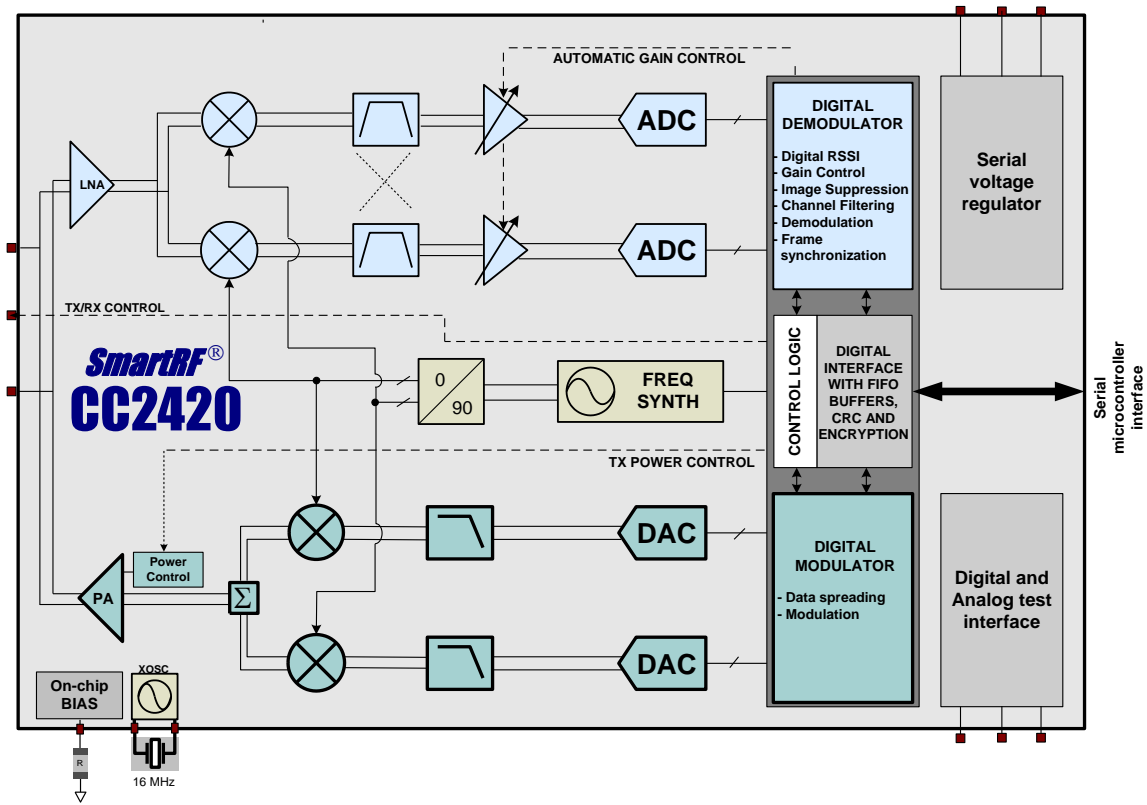 AUTOMATIC GAIN CONTROL
LNA
ADC
ADC
DIGITAL
DEMODULATOR
- Digital RSSI
- Gain Control
- Image Suppression
- Channel Filtering
- Demodulation
- Frame
synchronization
Serial
voltage
regulator
TX/RX CONTROL
SmartRF®
CC2420
0
90
FREQ
SYNTH
CONTROL LOGIC
DIGITAL
INTERFACE
WITH FIFO
BUFFERS,
CRC AND
ENCRYPTION
Serial
microcontroller
interface
TX POWER CONTROL
Power
Control
PA
Σ
DAC
DAC
DIGITAL
MODULATOR
- Data spreading
- Modulation
Digital and
Analog test
interface
On-chip
BIAS
XOSC
R
16 MHz